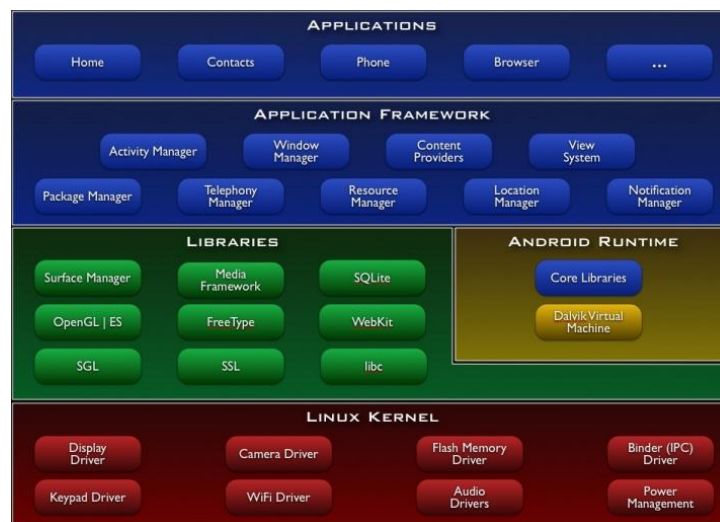 APPLICATIONS
Home
Contacts
Phone
Browser
...
APPLICATION FRAMEWORK
Activity Manager
Window
Manager
Content
Providers
View
System
Package Manager
Telephony
Manager
Resource
Manager
Location
Manager
Notification
Manager
LIBRARIES
Surface Manager
Media
Framework
SQLite
OpenGL | ES
FreeType
WebKit
SGL
SSL
libc
ANDROID RUNTIME
Core Libraries
Dalvik Virtual
Machine
LINUX KERNEL
Display
Driver
Camera Driver
Flash Memory
Driver
Binder (IPC)
Driver
Keypad Driver
WiFi Driver
Audio
Drivers
Power
Management